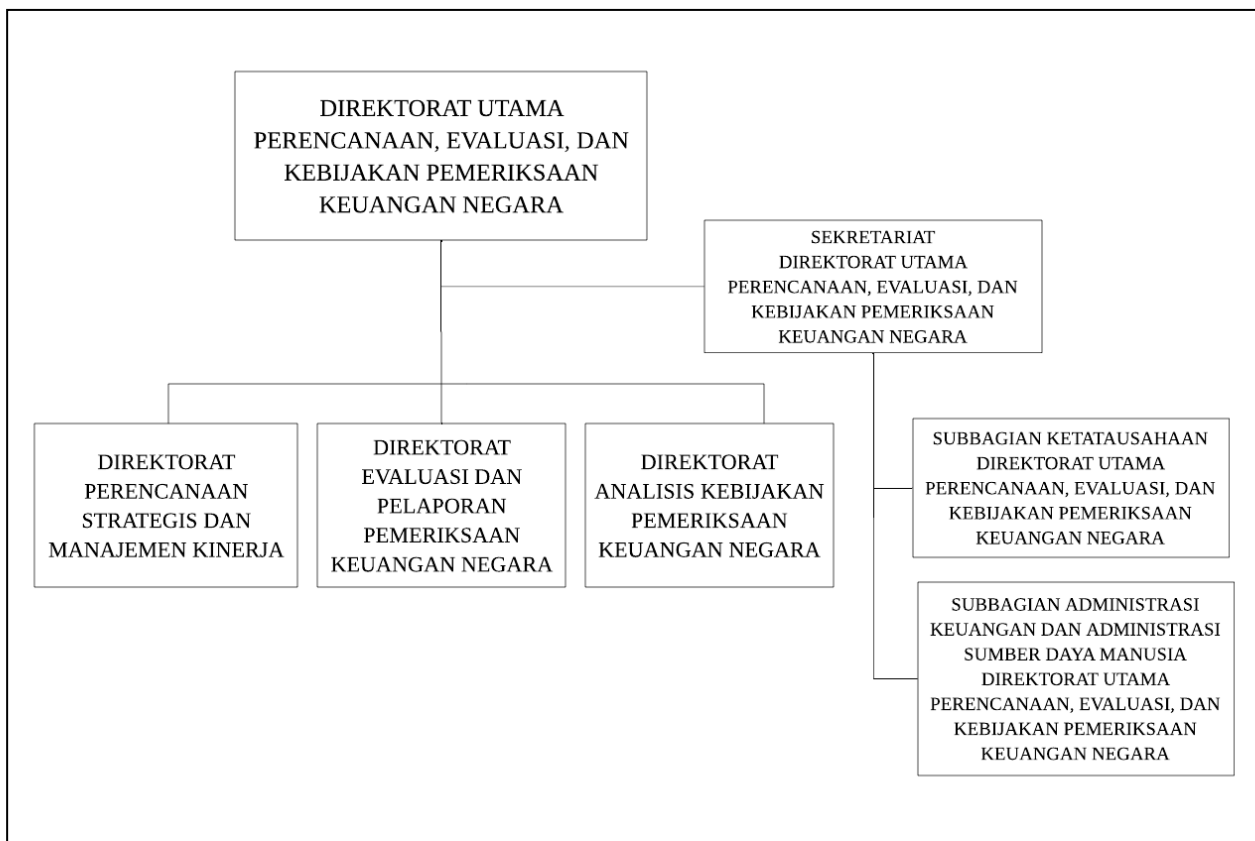 DIREKTORAT UTAMA
PERENCANAAN, EVALUASI, DAN
KEBIJAKAN PEMERIKSAAN
KEUANGAN NEGARA
SEKRETARIAT
DIREKTORAT UTAMA
PERENCANAAN, EVALUASI, DAN
KEBIJAKAN PEMERIKSAAN
KEUANGAN NEGARA
DIREKTORAT
PERENCANAAN
STRATEGIS DAN
MANAJEMEN KINERJA
DIREKTORAT
EVALUASI DAN
PELAPORAN
PEMERIKSAAN
KEUANGAN NEGARA
DIREKTORAT
ANALISIS KEBIJAKAN
PEMERIKSAAN
KEUANGAN NEGARA
SUBBAGIAN KETATAUSAHAAN
DIREKTORAT UTAMA
PERENCANAAN, EVALUASI, DAN
KEBIJAKAN PEMERIKSAAN
KEUANGAN NEGARA
SUBBAGIAN ADMINISTRASI
KEUANGAN DAN ADMINISTRASI
SUMBER DAYA MANUSIA
DIREKTORAT UTAMA
PERENCANAAN, EVALUASI, DAN
KEBIJAKAN PEMERIKSAAN
KEUANGAN NEGARA